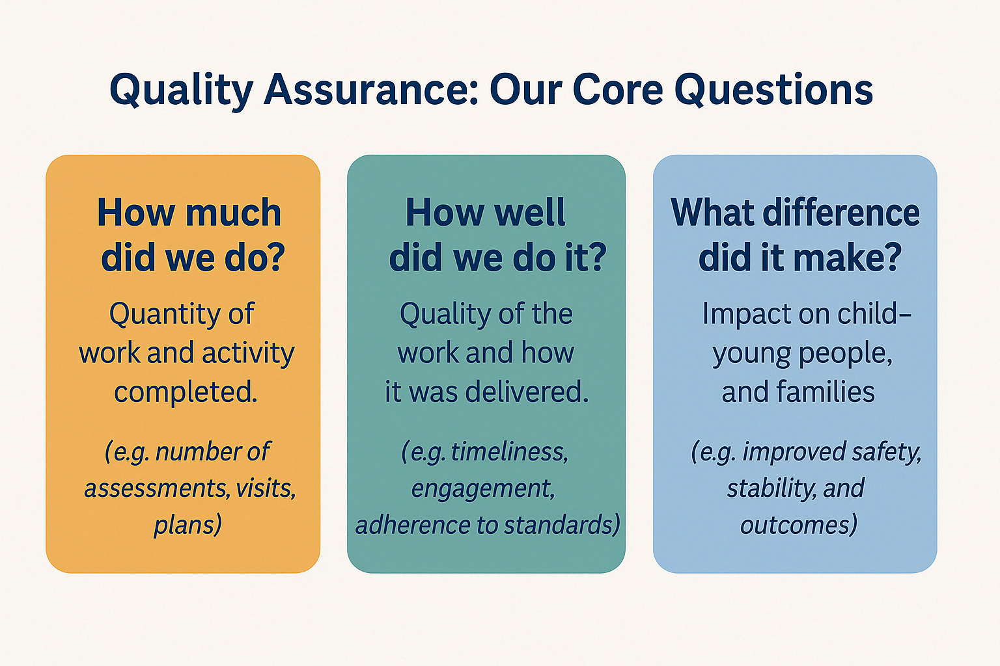 Quality Assurance: Our Core Questions
How much
did we do?
Quantity of
work and activity
completed.
(e.g. number of
assessments, visits,
plans)
How well
did we do it?
Quality of the
work and how
it was delivered.
(e.g. timeliness,
engagement,
adherence to standards)
What difference
did it make?
Impact on child–
young people,
and families
(e.g. improved safety,
stability, and
outcomes)